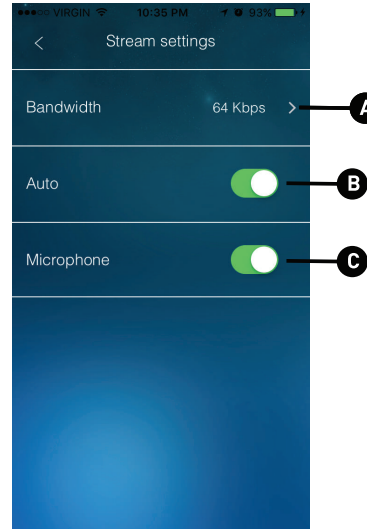 VIRGIN 10:35 PM 93%
Stream settings
Bandwidth 64 Kbps A
Auto B
Microphone C